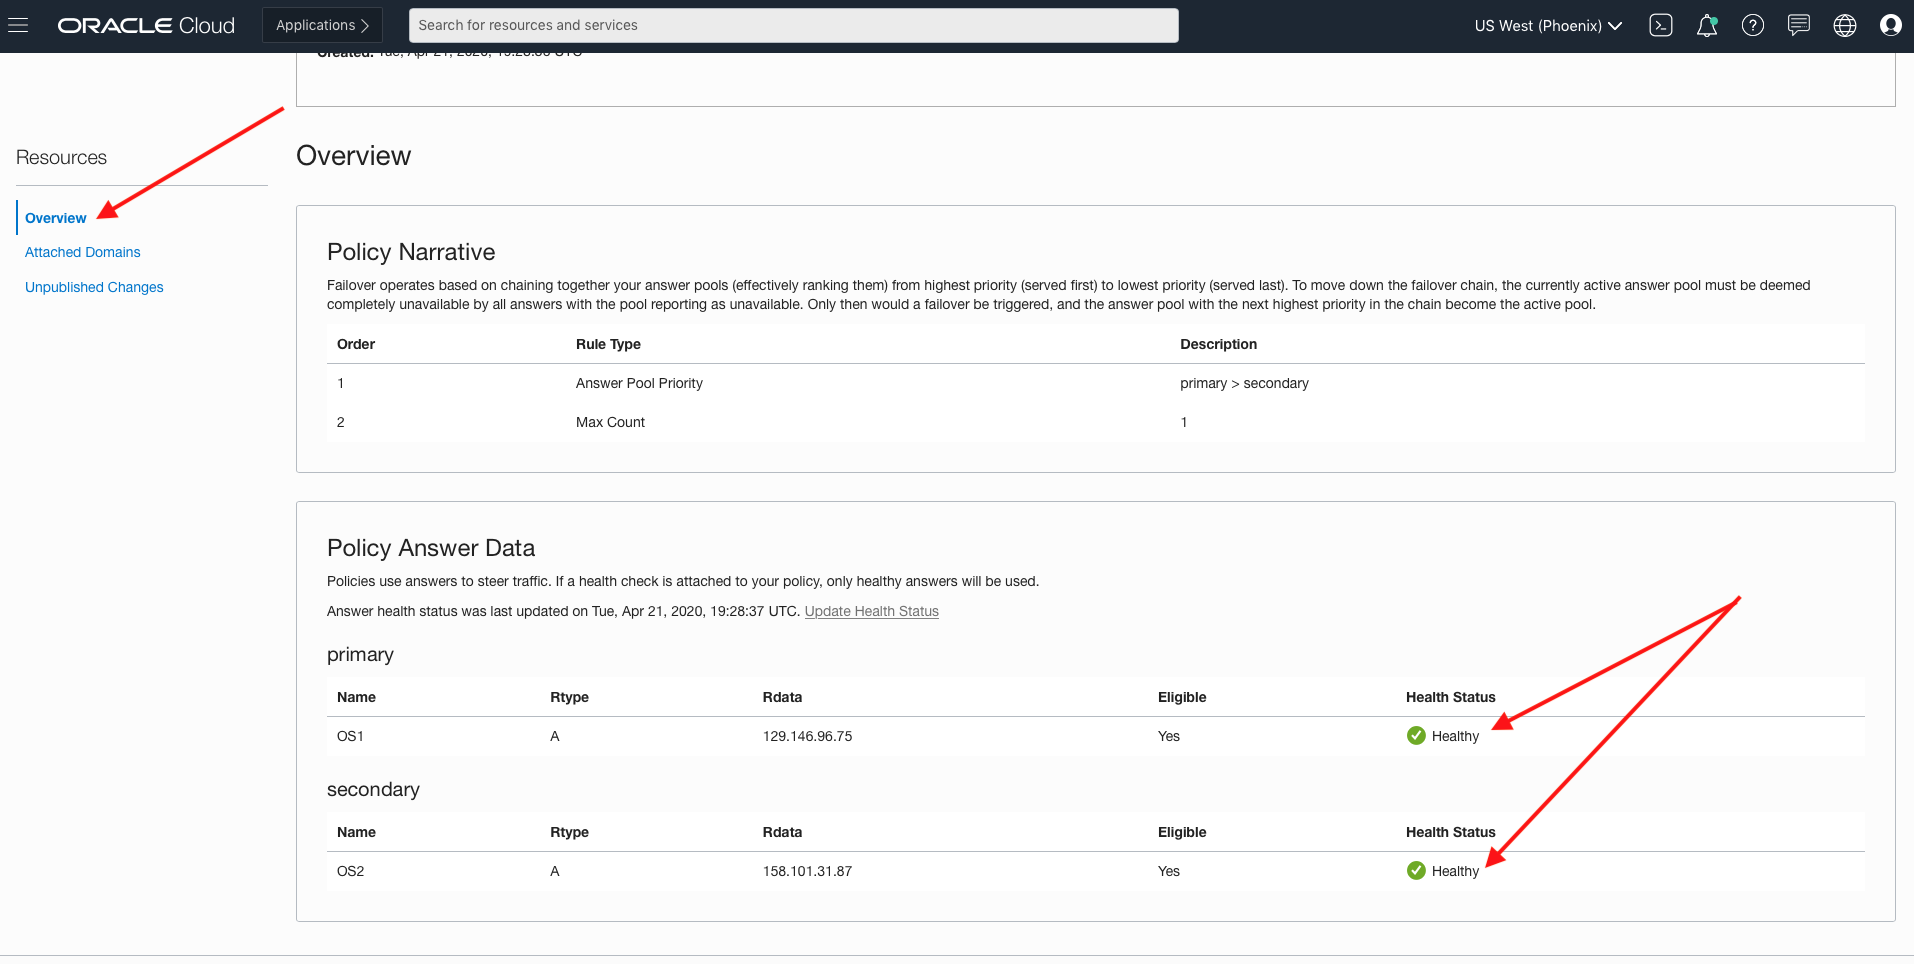 ORACLE Cloud
Applications
Search for resources and services
US West (Phoenix)
Created: Tue, Apr 21, 2020, UTC
Resources
Overview
Attached Domains
Unpublished Changes
Overview
Policy Narrative
Failover operates based on chaining together your answer pools (effectively ranking them) from highest priority (served first) to lowest priority (served last). To move down the failover chain, the currently active answer pool must be deemed
completely unavailable by all answers with the pool reporting as unavailable. Only then would a failover be triggered, and the answer pool with the next highest priority in the chain become the active pool.
Order Rule Type Description
1 Answer Pool Priority primary > secondary
2 Max Count 1
Policy Answer Data
Policies use answers to steer traffic. If a health check is attached to your policy, only healthy answers will be used.
Answer health status was last updated on Tue, Apr 21, 2020, 19:28:37 UTC. Update Health Status
primary
Name Rtype Rdata Eligible Health Status
OS1 A 129.146.96.75 Yes Healthy
secondary
Name Rtype Rdata Eligible Health Status
OS2 A 158.101.31.87 Yes Healthy